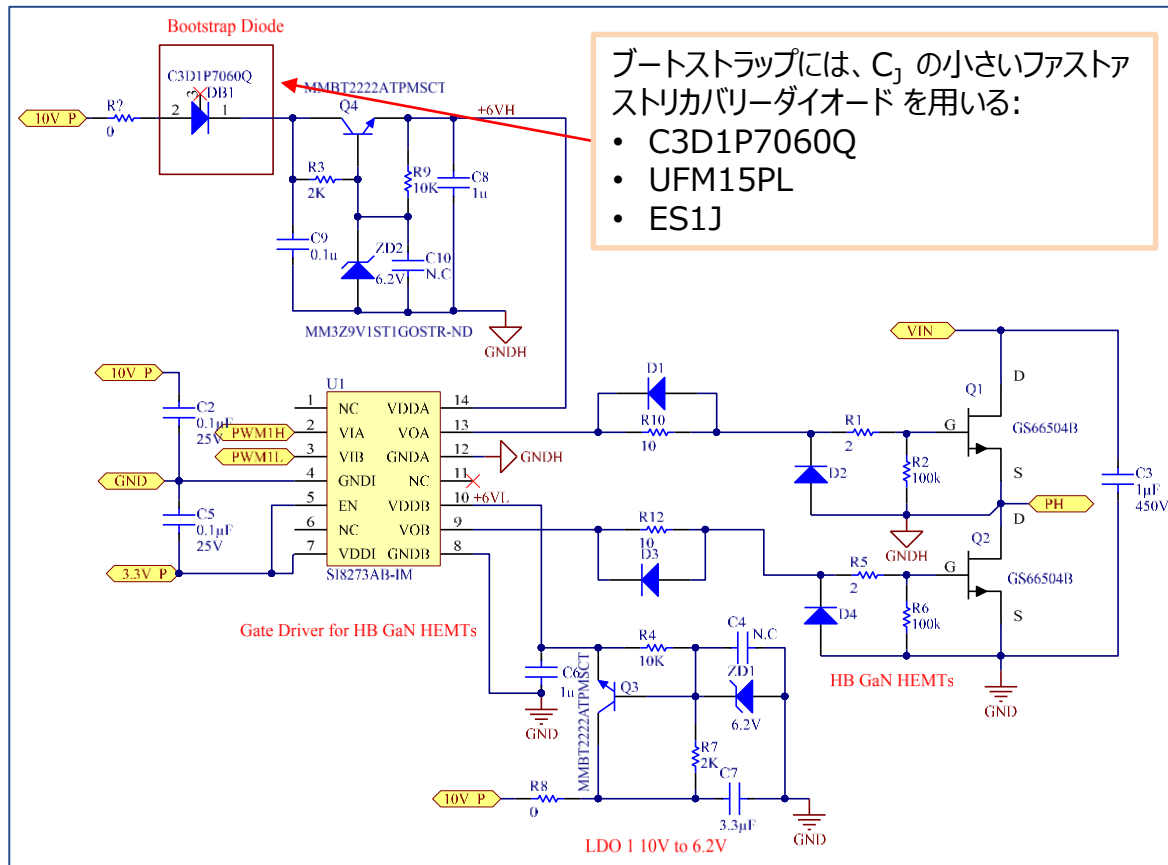 Bootstrap Diode
C3D1P7060Q
DB1
3
2
1
10V_P
R?
0
MMBT2222ATPMSCT
Q4
+6VH
R3
2K
R9
10K
C8
1u
C9
0.1u
ZD2
6.2V
C10
N.C
MM3Z9V1ST1GOSTR-ND
GNDH
ブートストラップには、CJ の小さいファストファ
ストリカバリーダイオード を用いる:
• C3D1P7060Q
• UFM15PL
• ES1J
10V_P
C2
0.1µF
25V
PWM1H
PWM1L
GND
C5
0.1µF
25V
3.3V_P
U1
1 NC VDDA 14
2 VIA VOA 13
3 VIB GNDA 12
4 GNDI NC 11
5 EN VDDB 10
6 NC VOB 9
7 VDDI GNDB 8
SI8273AB-IM
GNDH
+6VL
Gate Driver for HB GaN HEMTs
D1
R10
10
D2
R1
2
R2
100k
GNDH
VIN
Q1
D
G
S
GS66504B
C3
1µF
450V
PH
R12
10
D3
D4
R5
2
R6
100k
Q2
D
G
S
GS66504B
GND
HB GaN HEMTs
C6
1u
GND
R4
10K
C4
N.C
ZD1
6.2V
Q3
MMBT2222ATPMSCT
R7
2K
C7
3.3µF
10V_P
R8
0
GND
LDO 1 10V to 6.2V